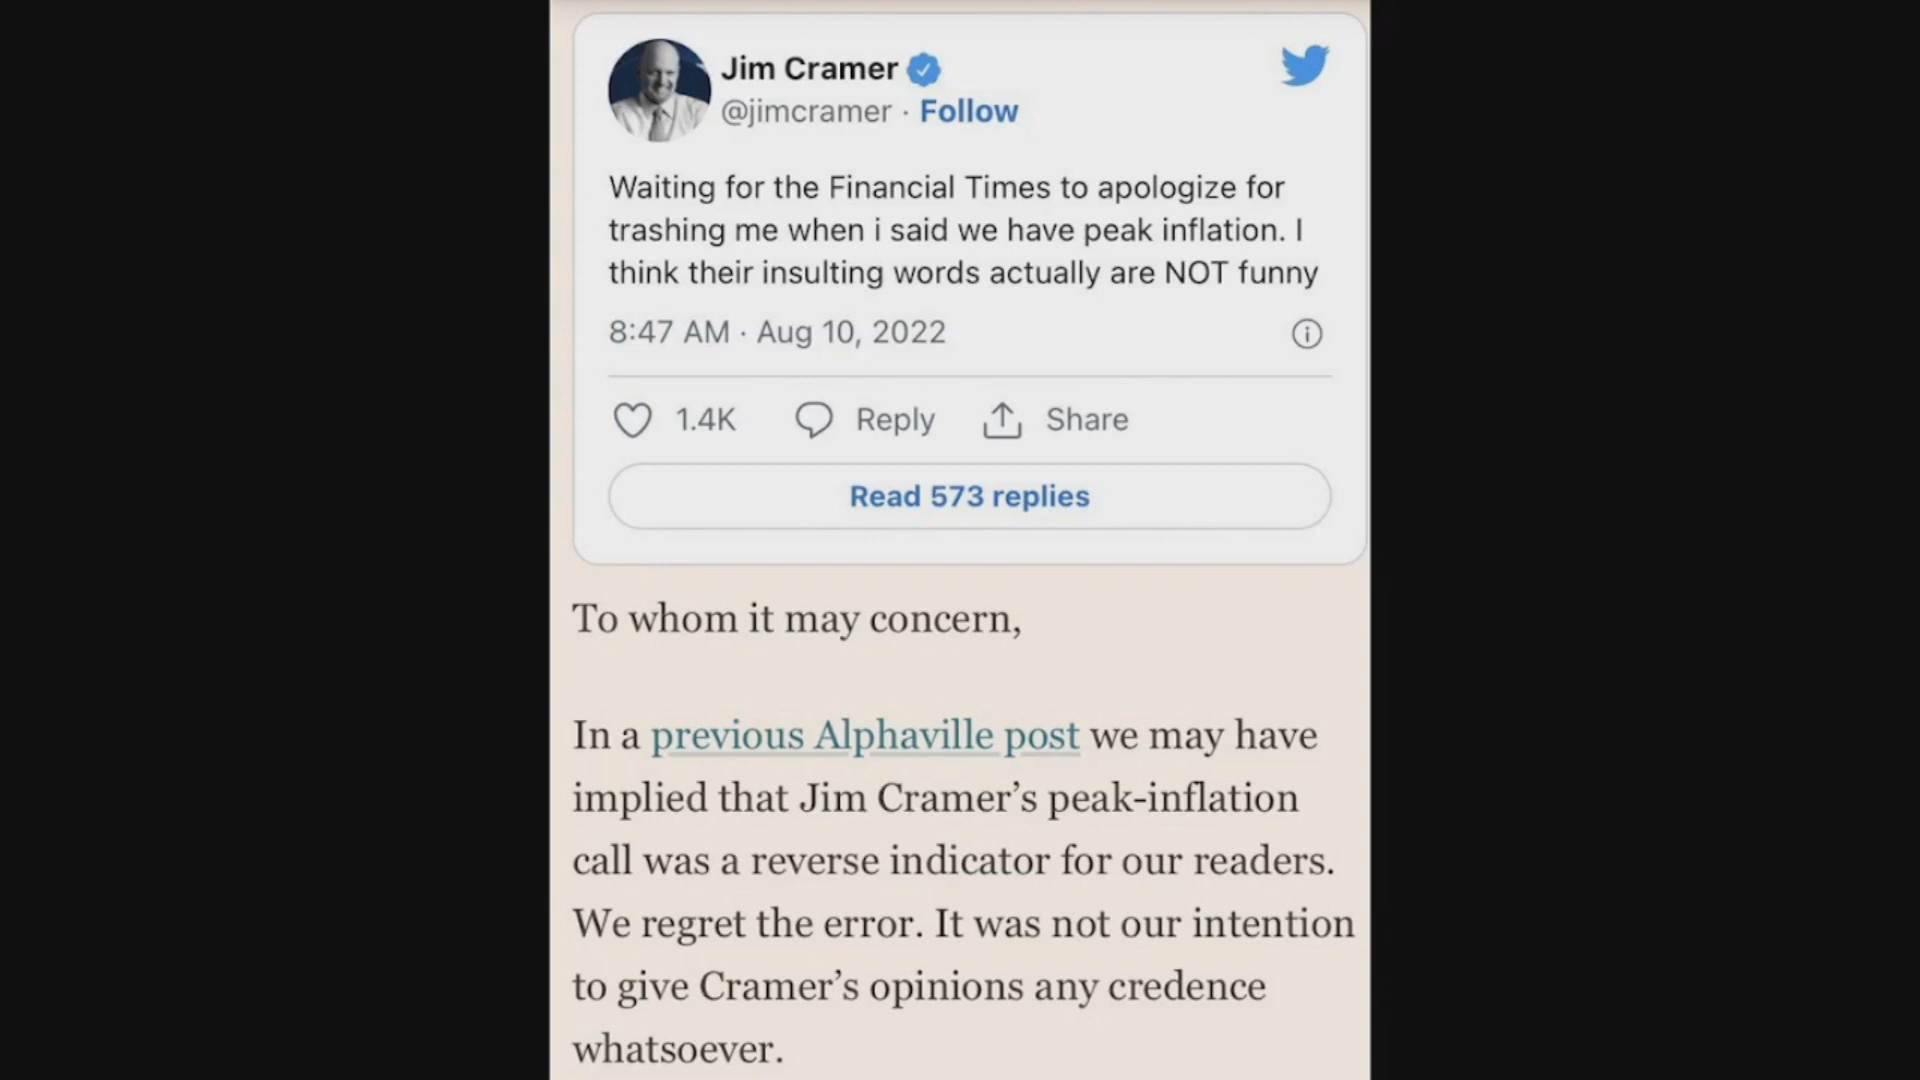 Jim Cramer
@jimcramer · Follow
Waiting for the Financial Times to apologize for
trashing me when i said we have peak inflation. I
think their insulting words actually are NOT funny
8:47 AM · Aug 10, 2022
1.4K Reply Share
Read 573 replies
To whom it may concern,
In a previous Alphaville post we may have
implied that Jim Cramer’s peak-inflation
call was a reverse indicator for our readers.
We regret the error. It was not our intention
to give Cramer’s opinions any credence
whatsoever.